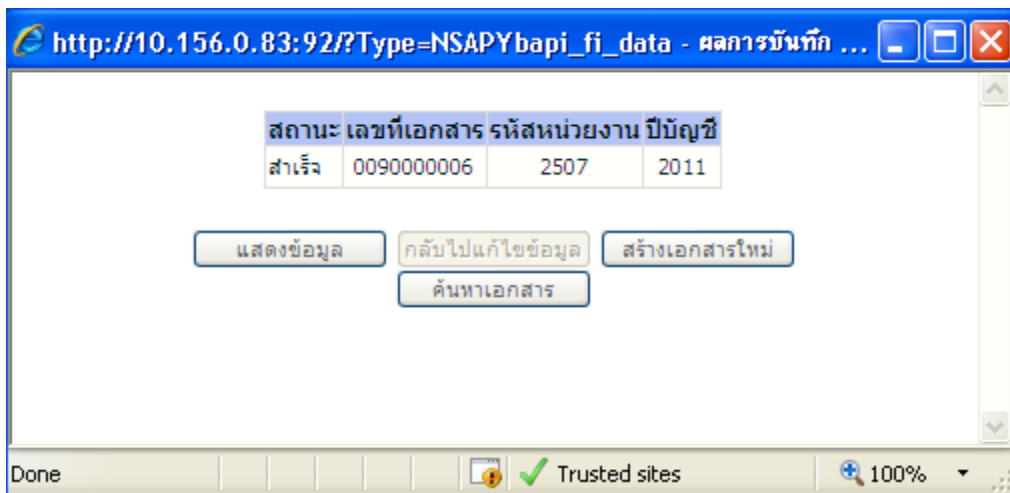 http://10.156.0.83:92/?Type=NSAPYbapi_fi_data - ผลการบันทึก ...
สถานะ เลขที่เอกสาร รหัสหน่วยงาน ปีบัญชี
สำเร็จ 0090000006 2507 2011
แสดงข้อมูล กลับไปแก้ไขข้อมูล สร้างเอกสารใหม่
ค้นหาเอกสาร
Done Trusted sites 100%